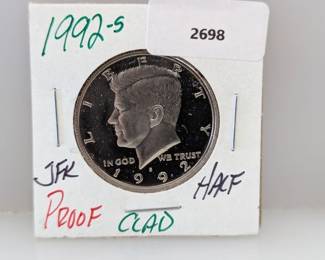 1992-S
2698
LIBERTY
IN GOD WE TRUST
S
1992
JFK
HALF
PROOF
CLAD